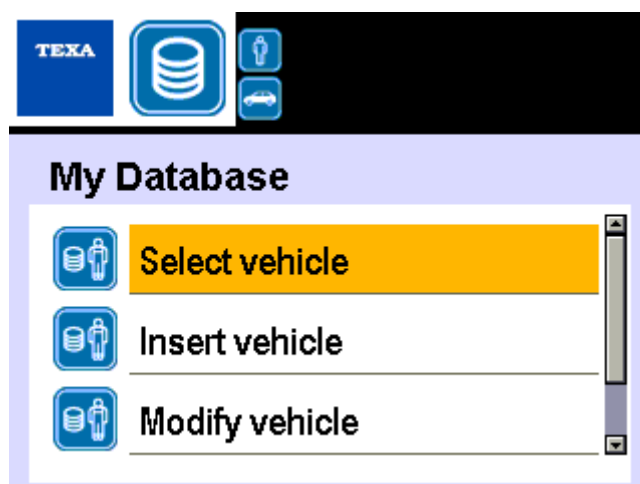 TEXA
My Database
Select vehicle
Insert vehicle
Modify vehicle